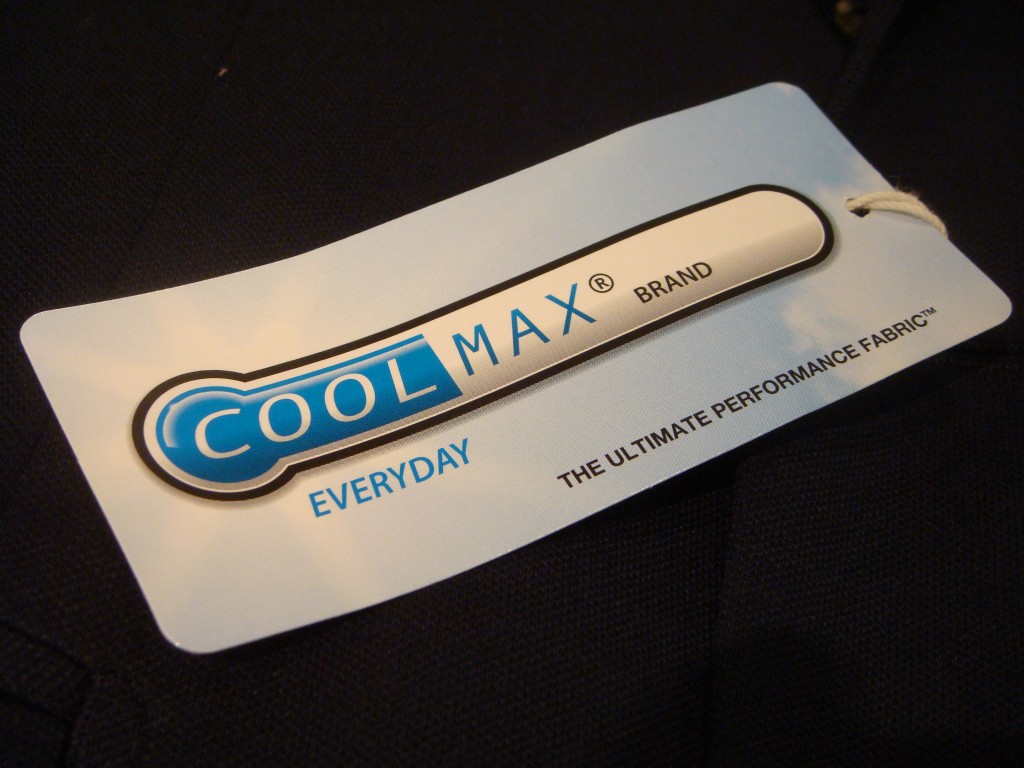 COOLMAX® BRAND
EVERYDAY
THE ULTIMATE PERFORMANCE FABRIC™